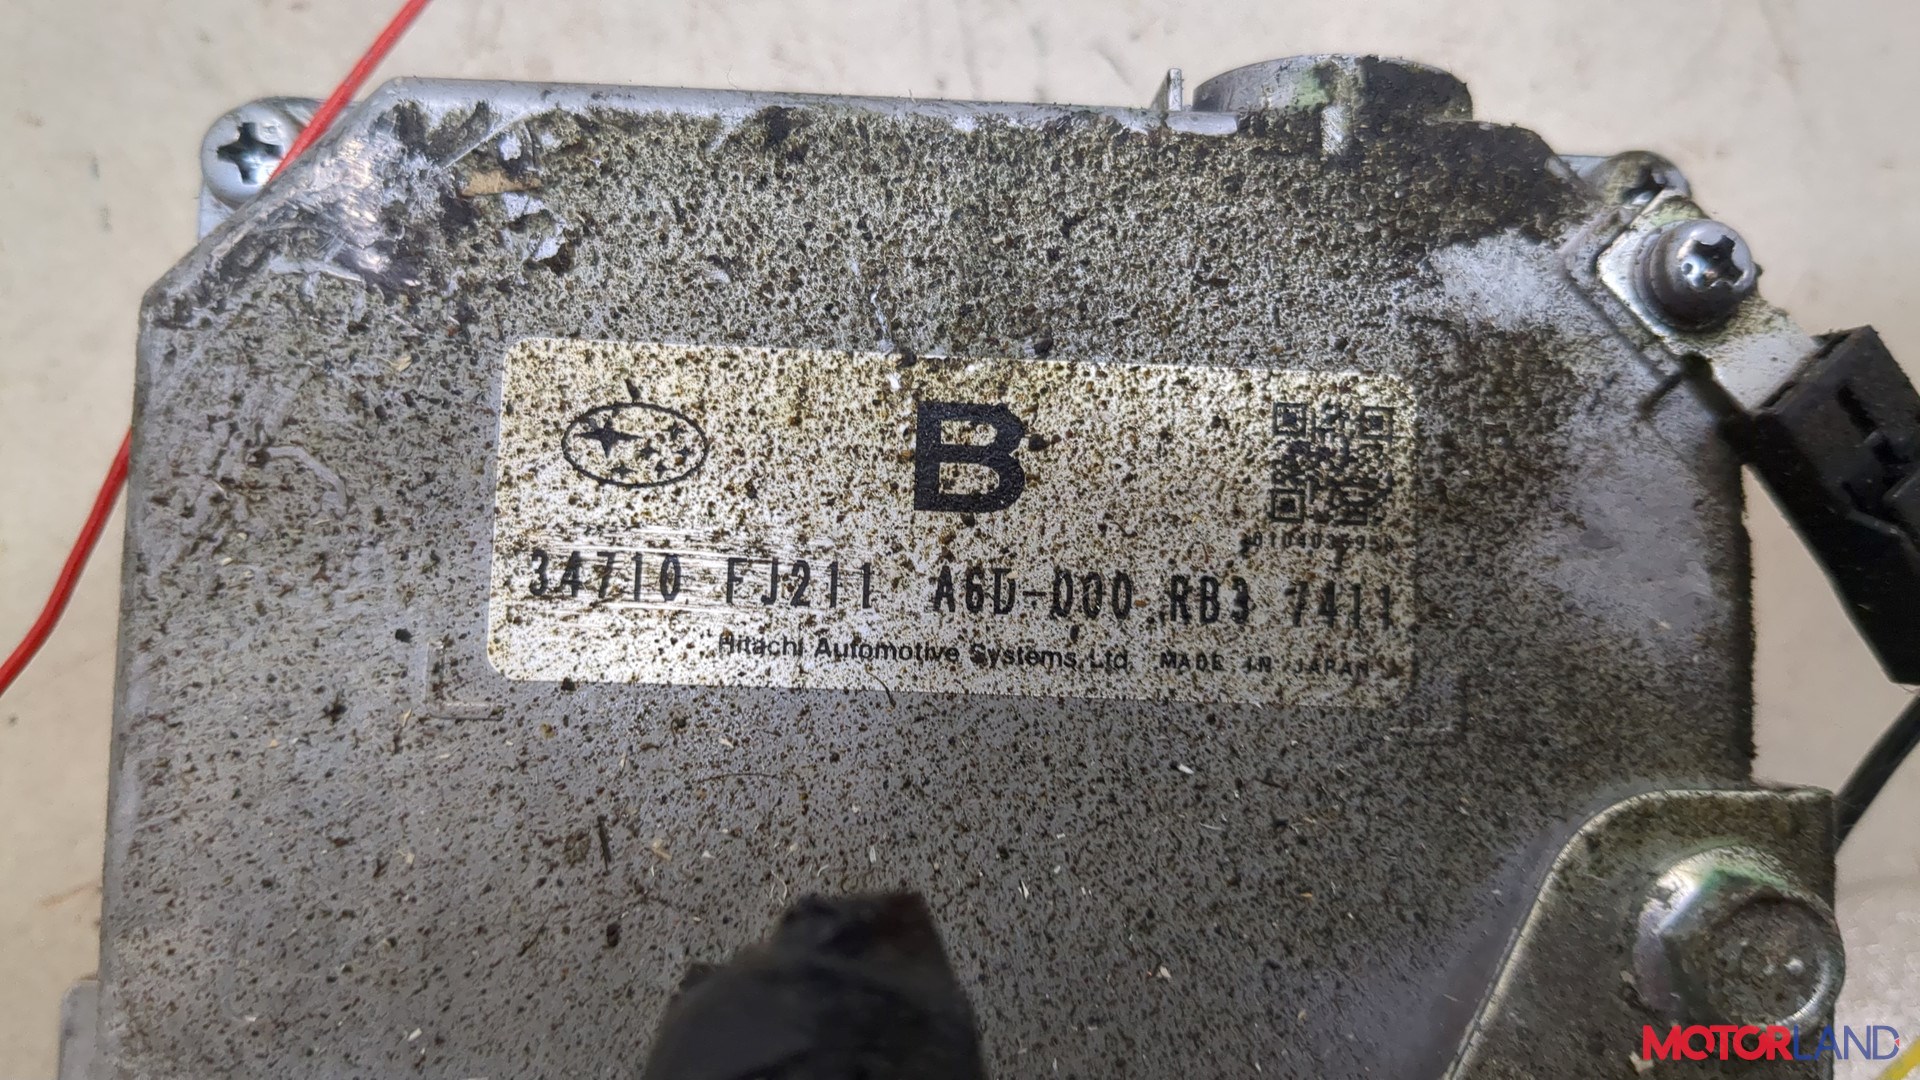 B
34710 FJ211 A6D-D00 RB3 7411
Hitachi Automotive Systems, Ltd. MADE IN JAPAN
MOTORLAND